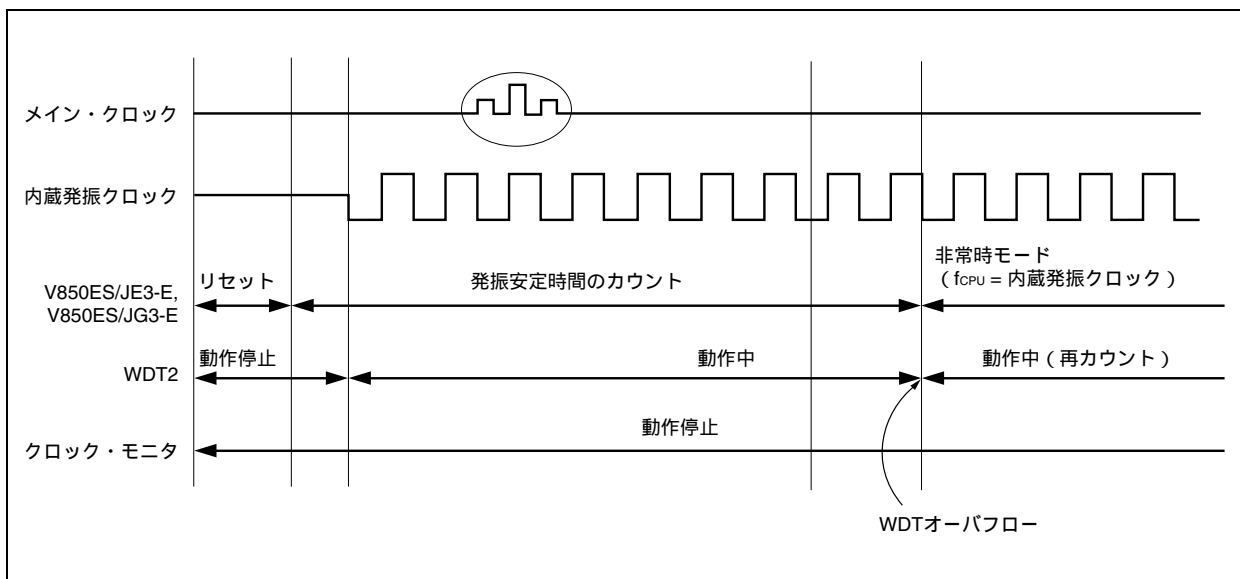 メイン・クロック
内蔵発振クロック
非常時モード
(fCPU = 内蔵発振クロック)
リセット
発振安定時間のカウント
V850ES/JE3-E,
V850ES/JG3-E
動作停止
動作中
動作中(再カウント)
WDT2
動作停止
クロック・モニタ
WDTオーバフロー